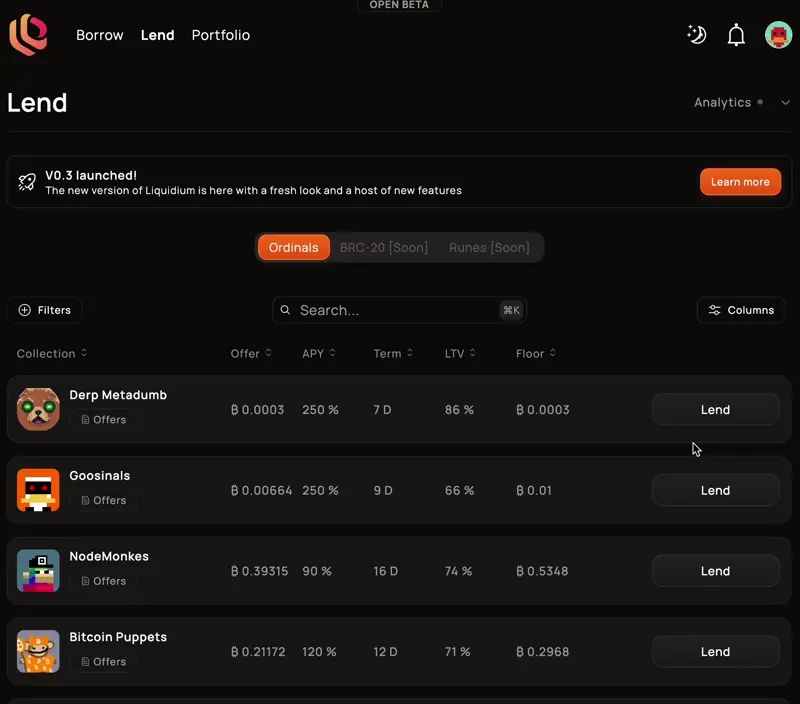 OPEN BETA
Borrow Lend Portfolio
Lend
Analytics
V0.3 launched!
The new version of Liquidium is here with a fresh look and a host of new features
Learn more
Ordinals BRC-20 [Soon] Runes [Soon]
Filters Search... ⌘K Columns
Collection Offer APY Term LTV Floor
Derp Metadumb
Offers
₿ 0.0003 250 % 7 D 86 % ₿ 0.0003 Lend
Goosinals
Offers
₿ 0.00664 250 % 9 D 66 % ₿ 0.01 Lend
NodeMonkes
Offers
₿ 0.39315 90 % 16 D 74 % ₿ 0.5348 Lend
Bitcoin Puppets
Offers
₿ 0.21172 120 % 12 D 71 % ₿ 0.2968 Lend